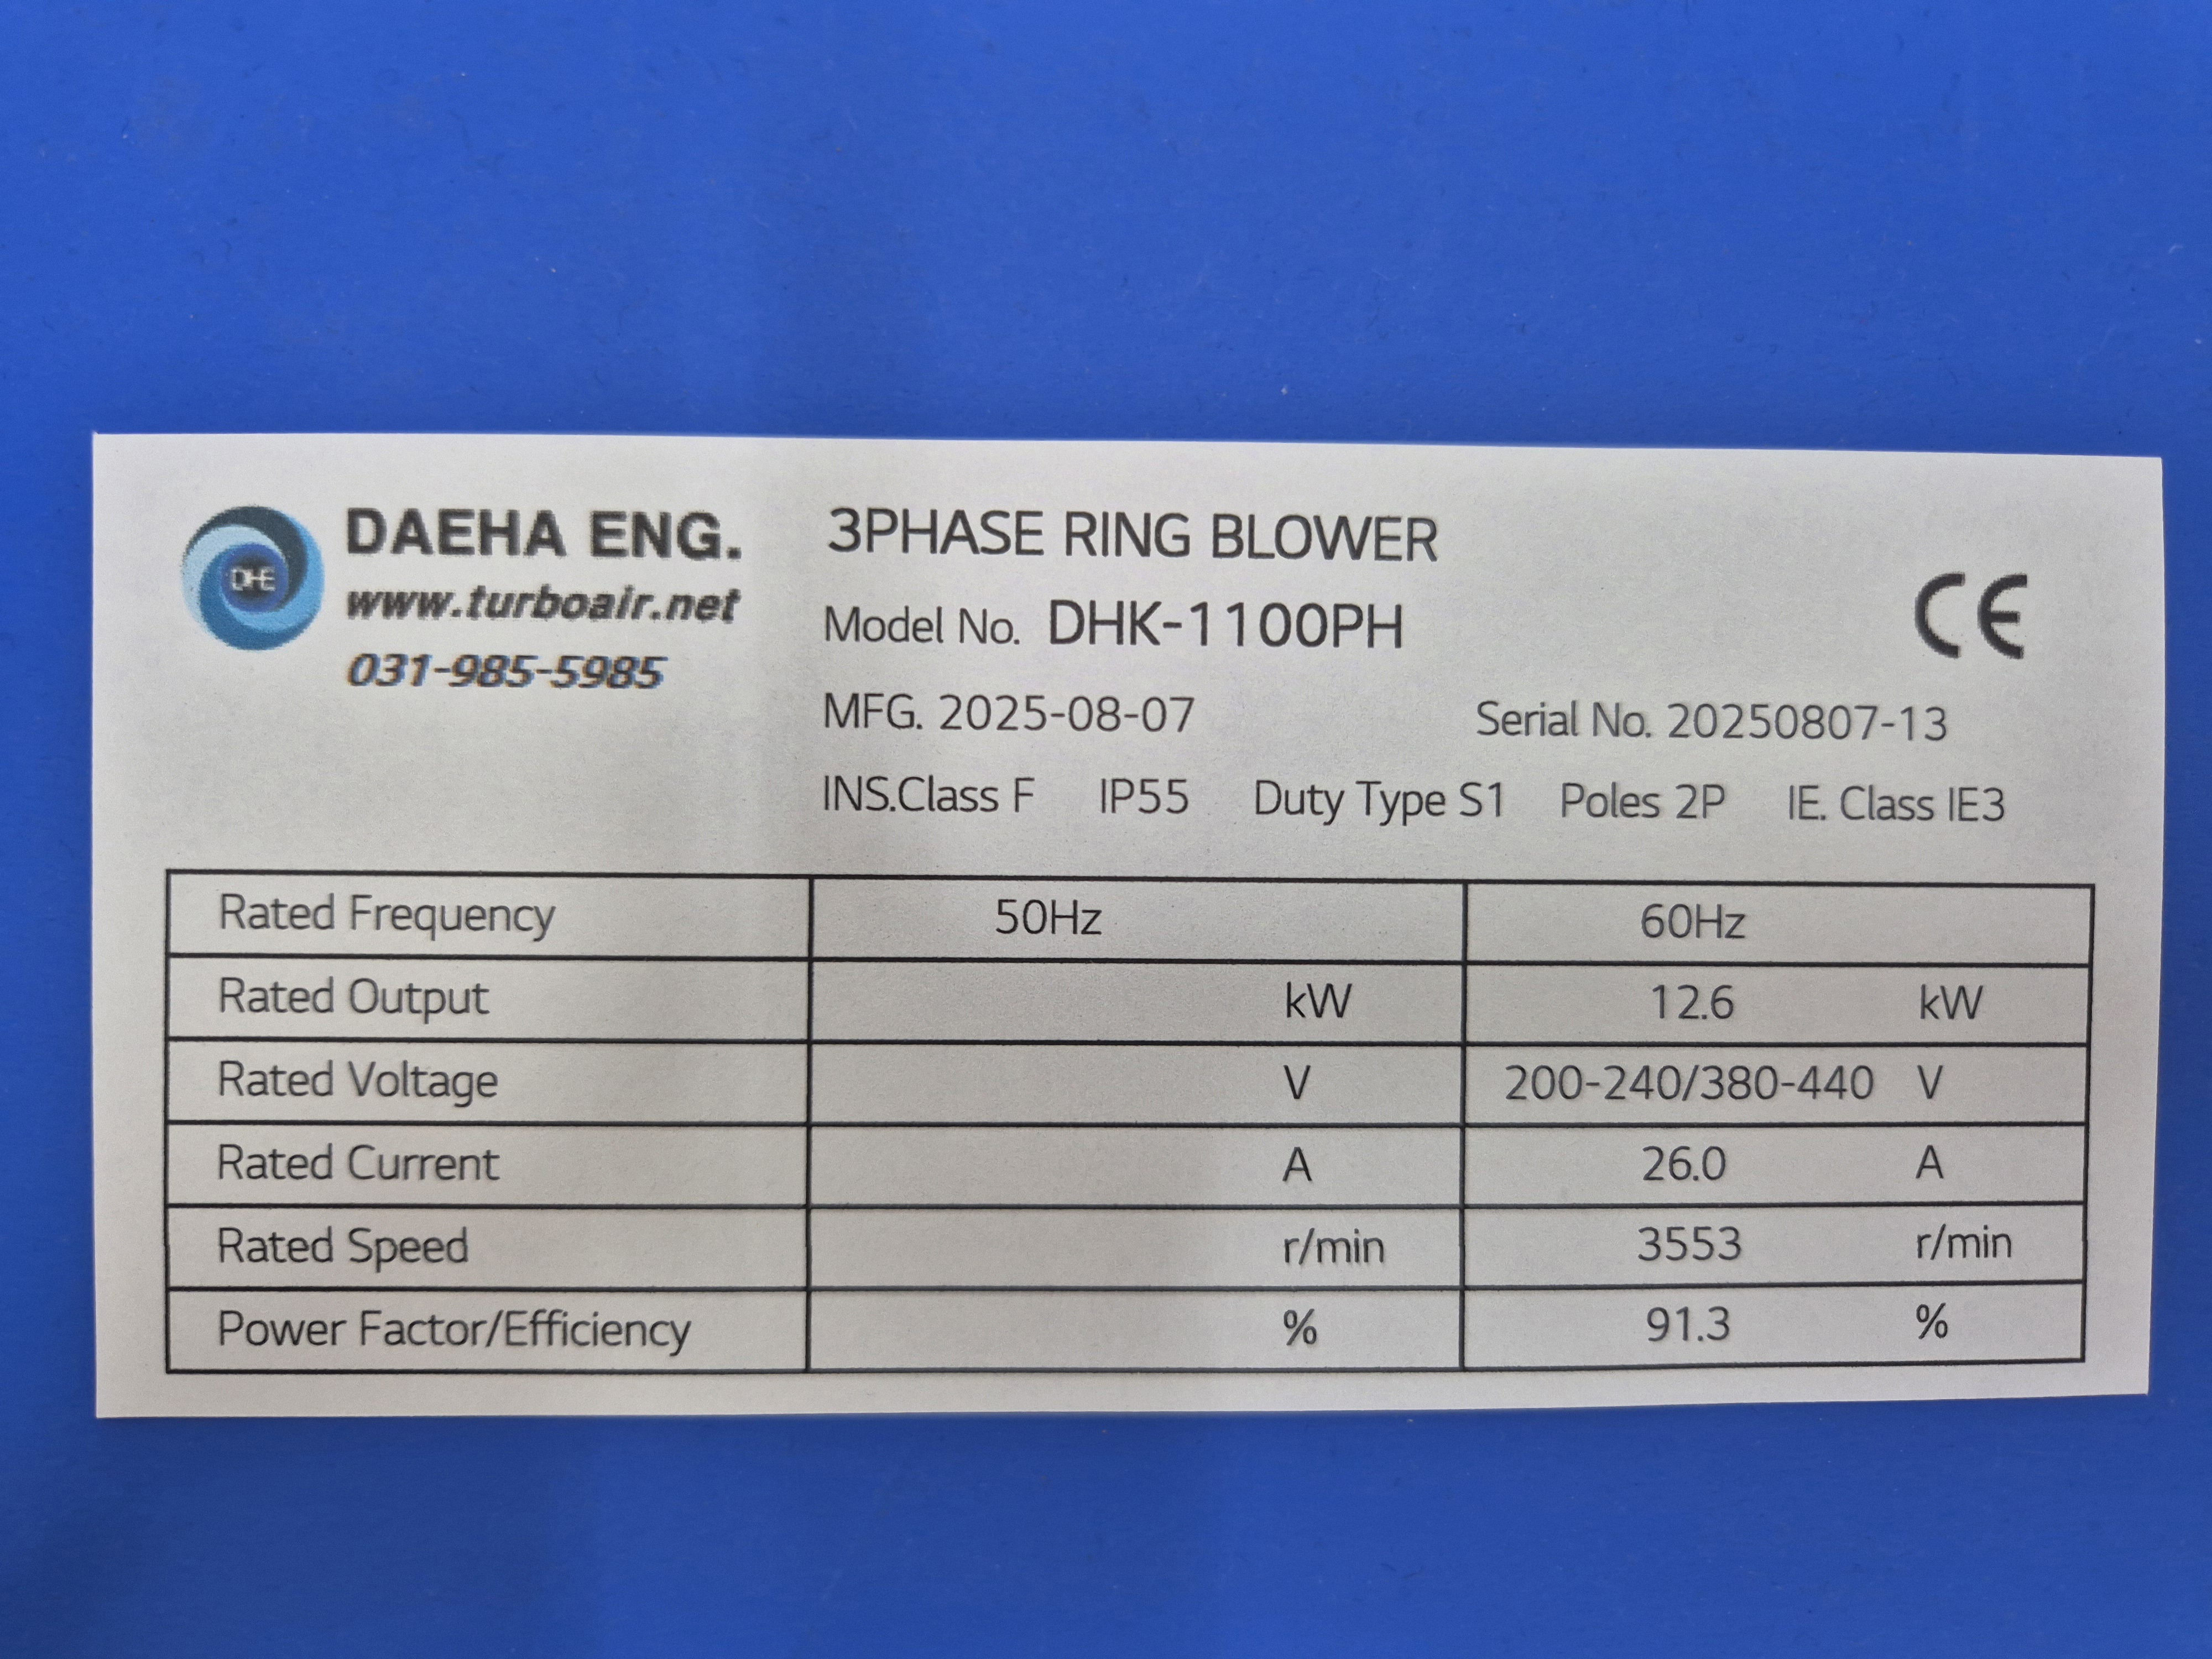 DHE
DAEHA ENG.
www.turboair.net
031-985-5985
3PHASE RING BLOWER
Model No. DHK-1100PH
CE
MFG. 2025-08-07 Serial No. 20250807-13
INS.Class F IP55 Duty Type S1 Poles 2P IE. Class IE3
Rated Frequency 50Hz 60Hz
Rated Output kW 12.6 kW
Rated Voltage V 200-240/380-440 V
Rated Current A 26.0 A
Rated Speed r/min 3553 r/min
Power Factor/Efficiency % 91.3 %